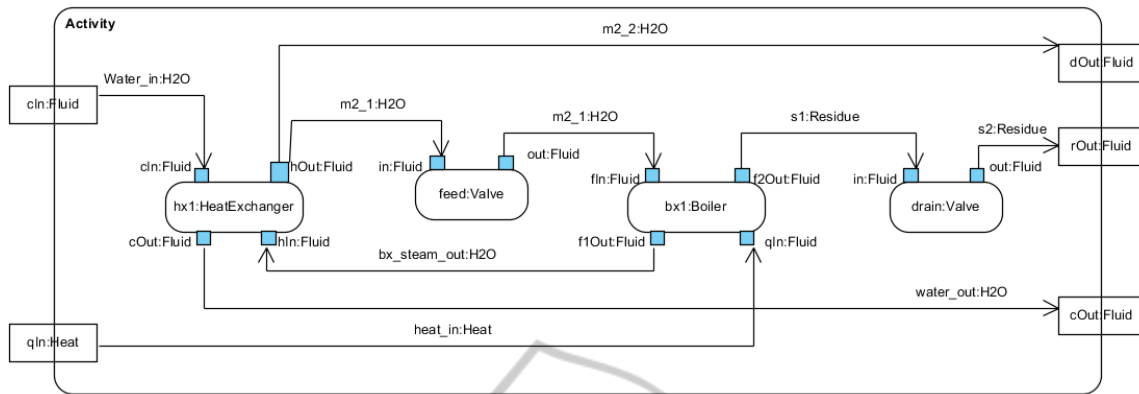 Activity
m2_2:H2O
dOut:Fluid
Water_in:H2O
cIn:Fluid
m2_1:H2O
m2_1:H2O
s1:Residue
s2:Residue
rOut:Fluid
cIn:Fluid
hOut:Fluid
in:Fluid
out:Fluid
fIn:Fluid
f2Out:Fluid
in:Fluid
out:Fluid
hx1:HeatExchanger
feed:Valve
bx1:Boiler
drain:Valve
cOut:Fluid
hIn:Fluid
f1Out:Fluid
qIn:Fluid
bx_steam_out:H2O
water_out:H2O
cOut:Fluid
heat_in:Heat
qIn:Heat